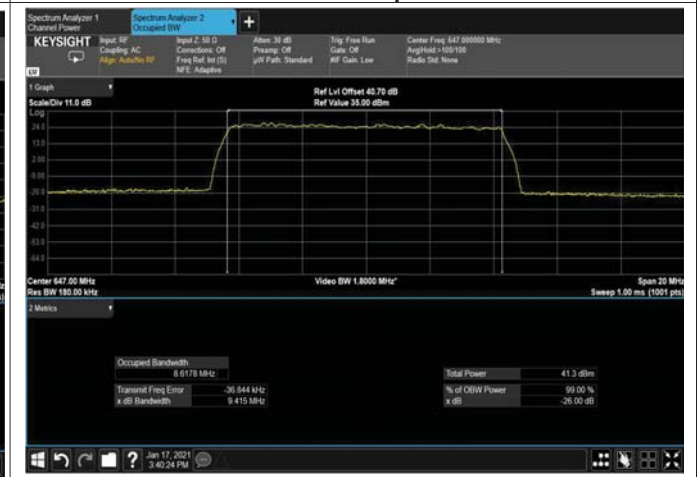 Spectrum Analyzer 1
Channel Power
Spectrum Analyzer 2
Occupied BW
KEYSIGHT
Input: RF
Coupling: AC
Align: Auto/No RF
Input Z: 50 Ω
Corrections: Off
Freq Ref: Int (S)
NFE: Adaptive
Atten: 30 dB
Preamp: Off
µW Path: Standard
Trig: Free Run
Gate: Off
#IF Gain: Low
Center Freq: 647.000000 MHz
Avg|Hold:>100/100
Radio Std: None
1 Graph
Scale/Div 11.0 dB
Ref Lvl Offset 40.70 dB
Ref Value 35.00 dBm
Log
24.0
13.0
2.00
-9.00
-20.0
-31.0
-42.0
-53.0
-64.0
Center 647.00 MHz
Res BW 180.00 kHz
Video BW 1.8000 MHz*
Span 20 MHz
Sweep 1.00 ms (1001 pts)
2 Metrics
Occupied Bandwidth
8.6178 MHz
Transmit Freq Error -36.844 kHz
x dB Bandwidth 9.415 MHz
Total Power 41.3 dBm
% of OBW Power 99.00 %
x dB -26.00 dB
?
Jan 17, 2021
3:40:24 PM